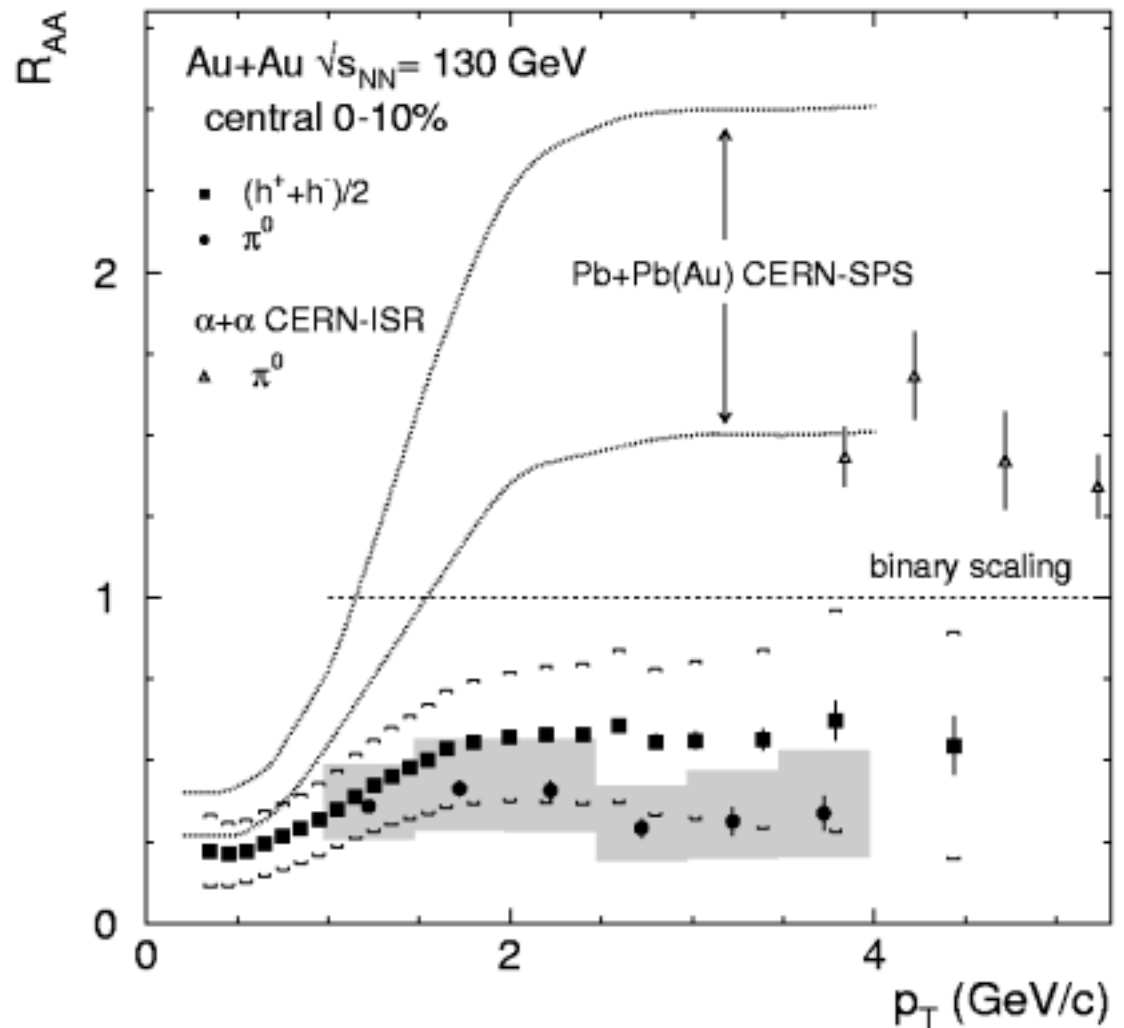 R_AA
Au+Au √s_NN= 130 GeV
central 0-10%
■ (h⁺+h⁻)/2
● π⁰
α+α CERN-ISR
▵ π⁰
Pb+Pb(Au) CERN-SPS
binary scaling
2
1
0
0 2 4
p_T (GeV/c)